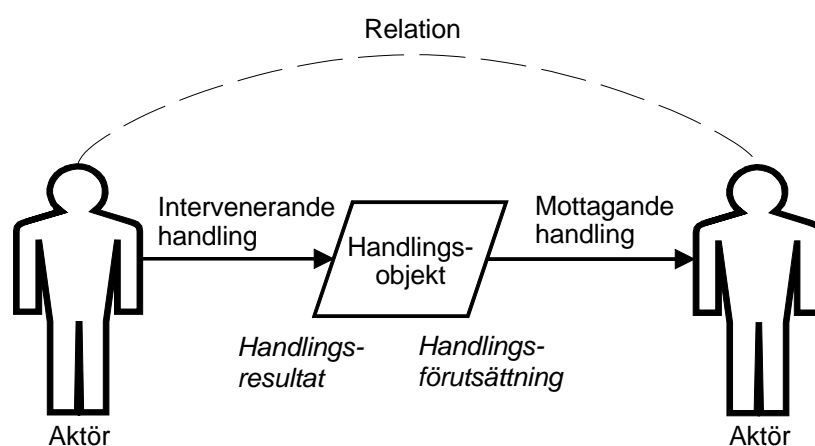 Relation
Intervenerande
handling
Mottagande
handling
Handlings-
objekt
Handlings-
resultat
Handlings-
förutsättning
Aktör
Aktör